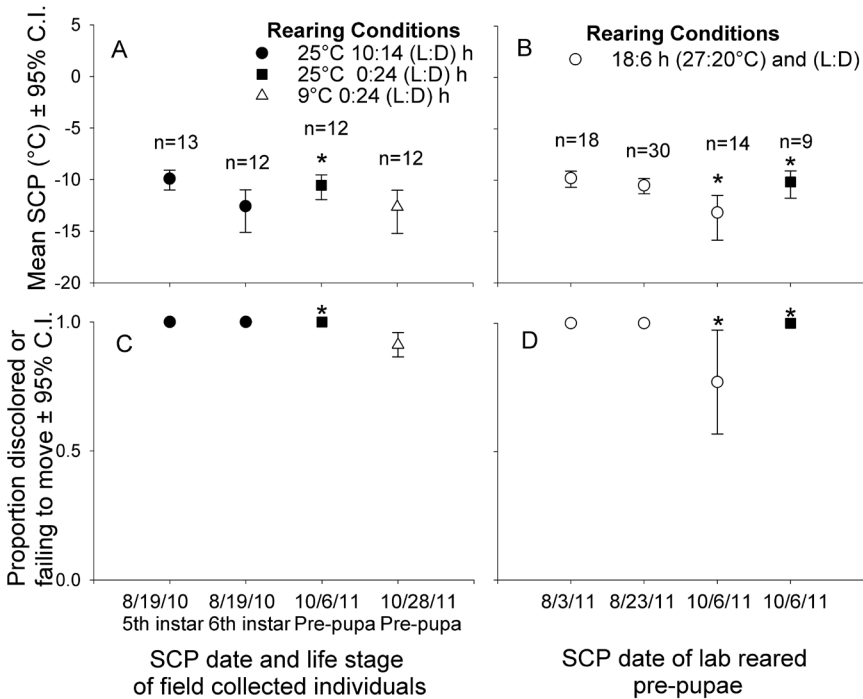 Mean SCP (°C) ± 95% C.I.
5
0
-5
-10
-15
-20
A
Rearing Conditions
25°C 10:14 (L:D) h
25°C 0:24 (L:D) h
9°C 0:24 (L:D) h
n=13
n=12
n=12
*
n=12
B
Rearing Conditions
18:6 h (27:20°C) and (L:D)
n=18
n=30
n=14
*
n=9
*
Proportion discolored or
failing to move ± 95% C.I.
1.0
0.5
0.0
C
*
D
*
*
8/19/10 8/19/10 10/6/11 10/28/11
5th instar 6th instar Pre-pupa Pre-pupa
SCP date and life stage
of field collected individuals
8/3/11 8/23/11 10/6/11 10/6/11
SCP date of lab reared
pre-pupae